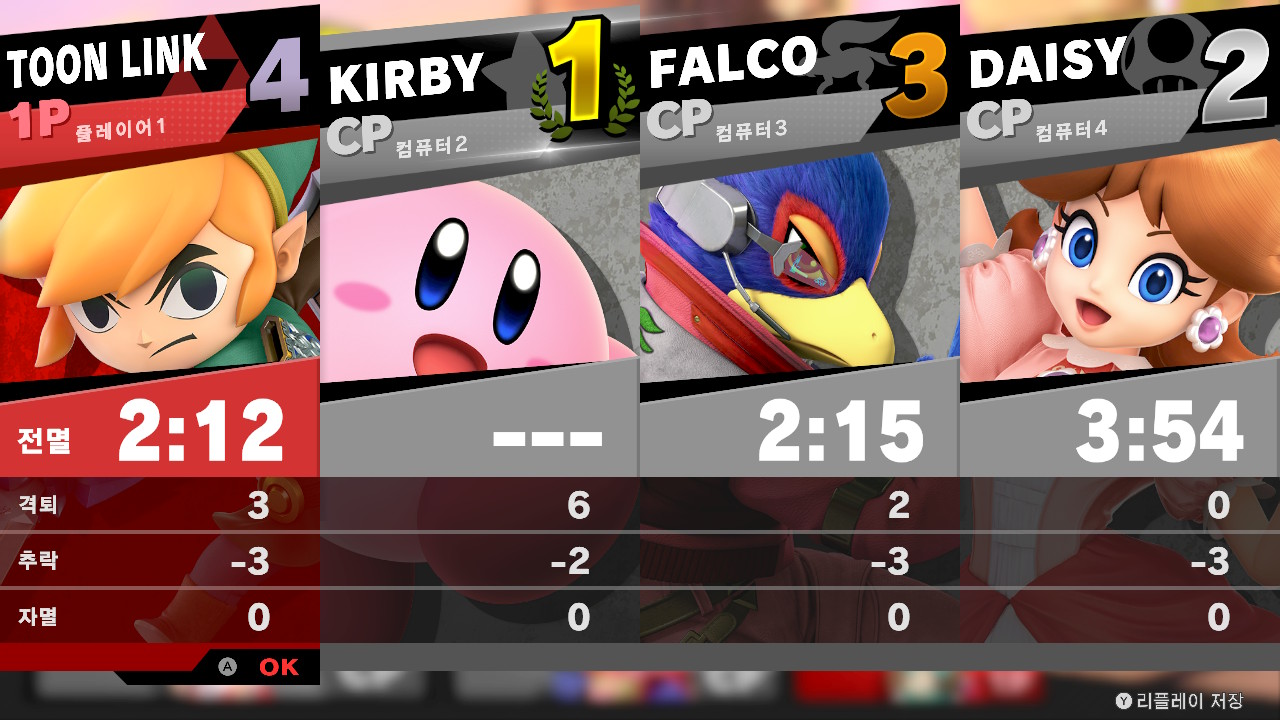 TOON LINK 4
1P 플레이어1
KIRBY 1
CP 컴퓨터2
FALCO 3
CP 컴퓨터3
DAISY 2
CP 컴퓨터4
전멸 2:12 --- 2:15 3:54
격퇴 3 6 2 0
추락 -3 -2 -3 -3
자멸 0 0 0 0
A OK
Y 리플레이 저장